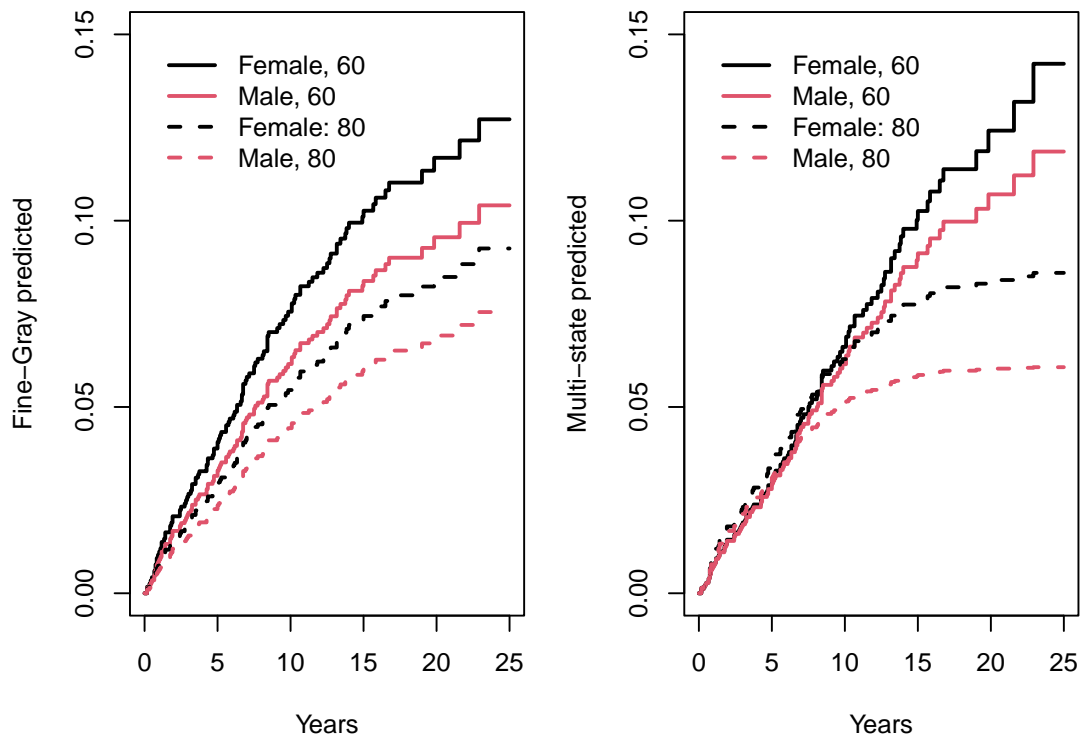 Fine−Gray predicted
0.15
0.10
0.05
0.00
Female, 60
Male, 60
Female: 80
Male, 80
0 5 10 15 20 25
Years
Multi−state predicted
0.15
0.10
0.05
0.00
Female, 60
Male, 60
Female: 80
Male, 80
0 5 10 15 20 25
Years